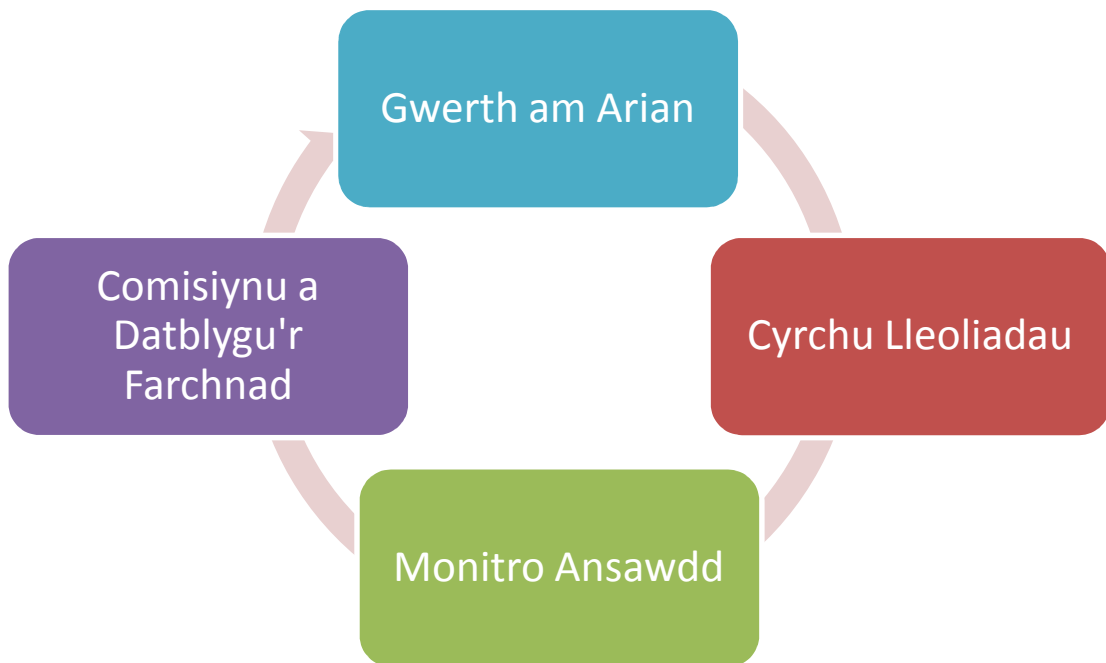 Gwerth am Arian
Cyrchu Lleoliadau
Monitro Ansawdd
Comisiynu a
Datblygu'r
Farchnad